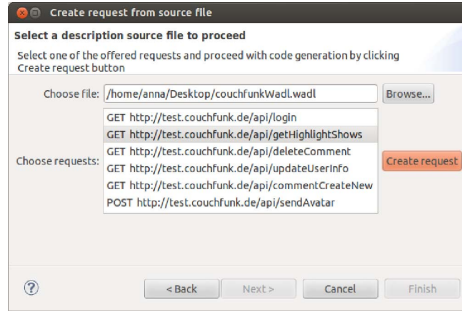 Create request from source file
Select a description source file to proceed
Select one of the offered requests and proceed with code generation by clicking
Create request button
Choose file: /home/anna/Desktop/couchfunkWadl.wadl Browse...
GET http://test.couchfunk.de/api/login
GET http://test.couchfunk.de/api/getHighlightShows
GET http://test.couchfunk.de/api/deleteComment
Choose requests: Create request
GET http://test.couchfunk.de/api/updateUserInfo
GET http://test.couchfunk.de/api/commentCreateNew
POST http://test.couchfunk.de/api/sendAvatar
? < Back Next > Cancel Finish